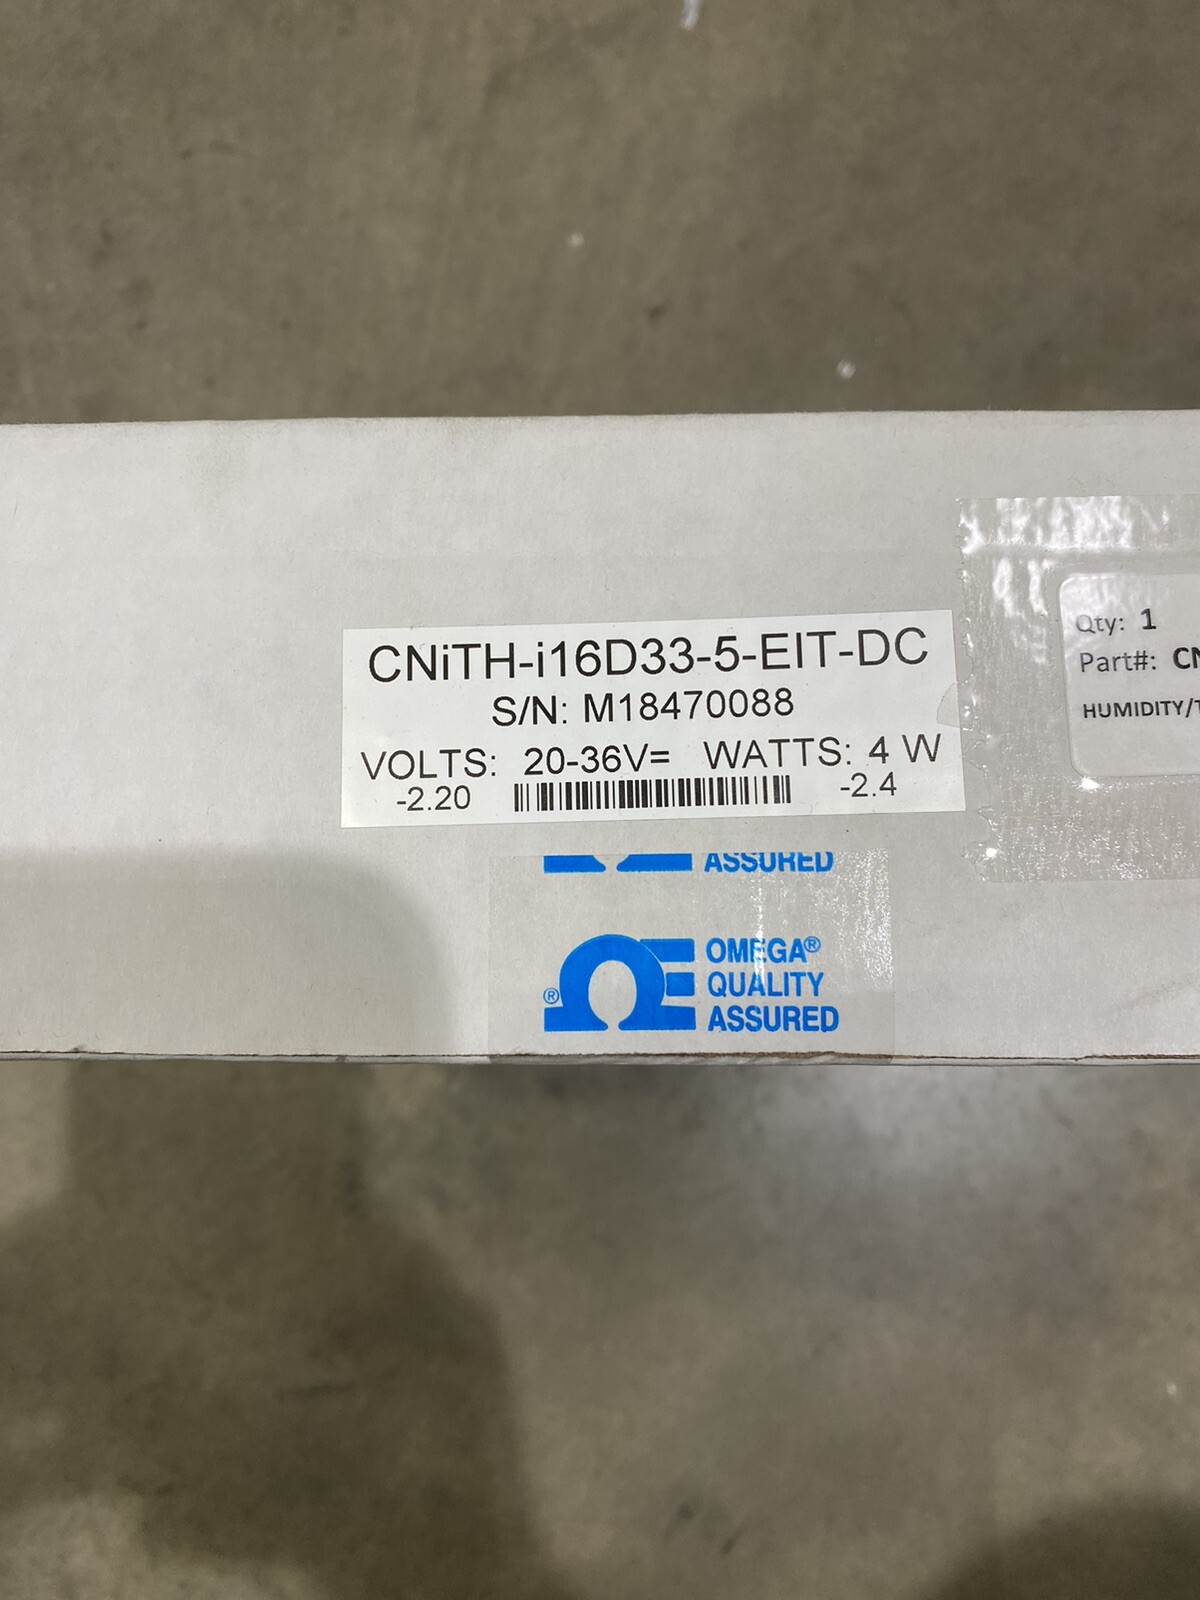 CNiTH-i16D33-5-EIT-DC
S/N: M18470088
VOLTS: 20-36V= WATTS: 4 W
-2.20 -2.4
Qty: 1
Part#: CN
HUMIDITY/T
ASSURED
® OMEGA®
QUALITY
ASSURED